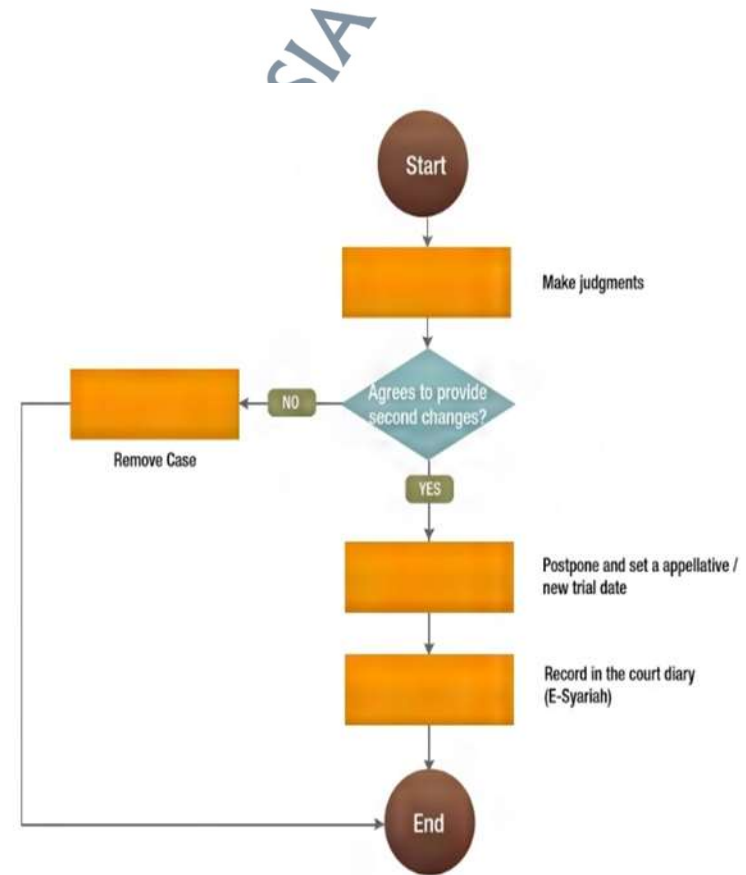 SIA
Start
Make judgments
Agrees to provide
second changes?
NO
Remove Case
YES
Postpone and set a appellative /
new trial date
Record in the court diary
(E-Syariah)
End